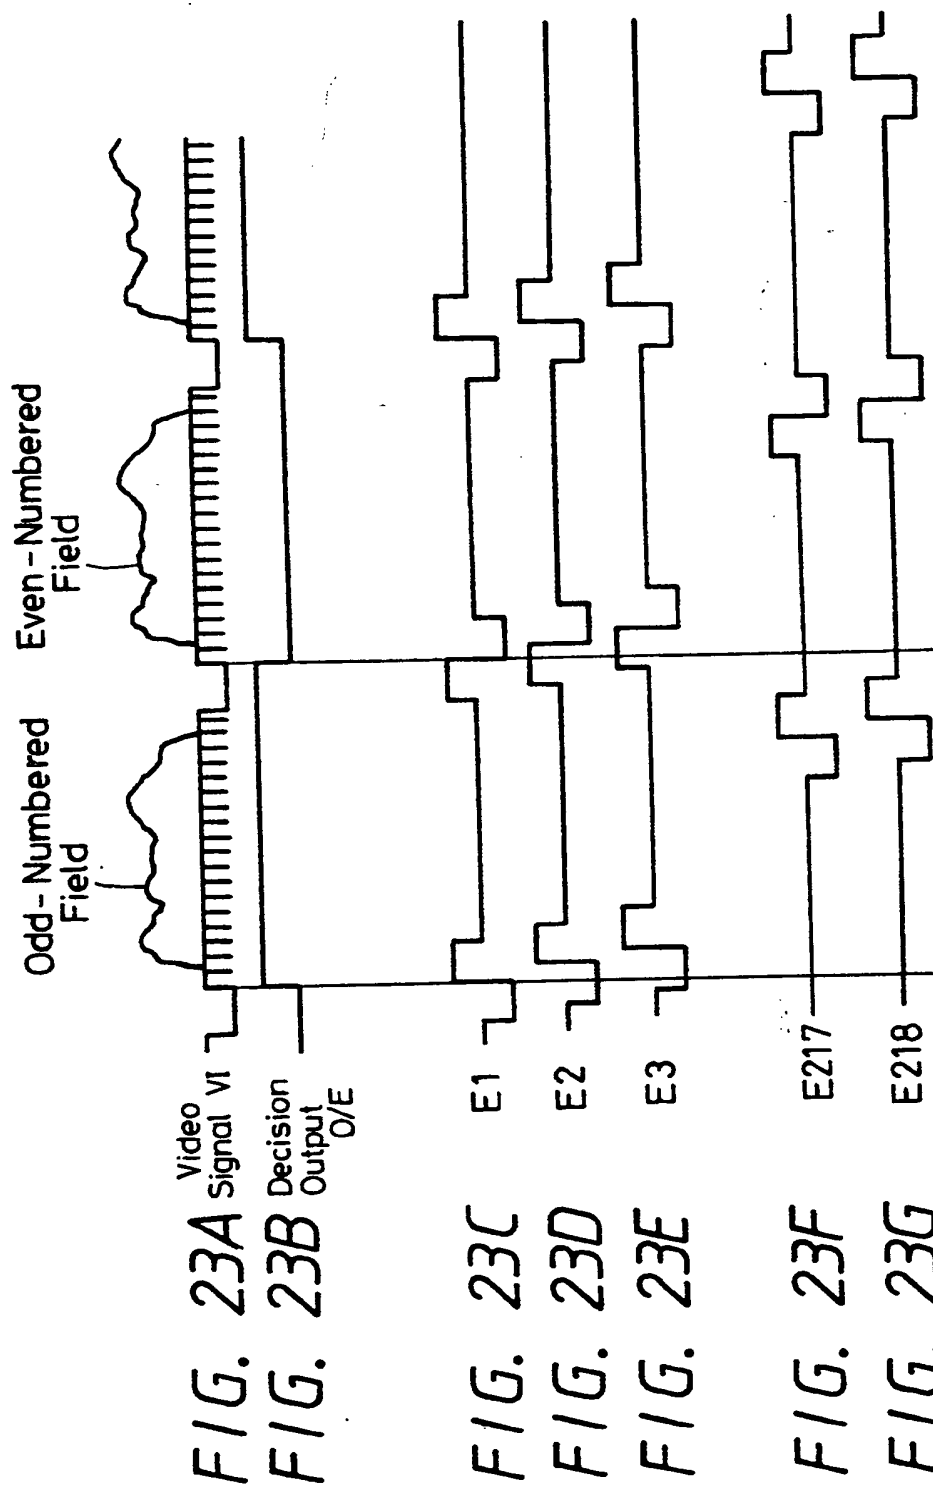 Odd-Numbered
Field
Even-Numbered
Field
FIG. 23A
Video
Signal VI
FIG. 23B
Decision
Output
O/E
FIG. 23C
E1
FIG. 23D
E2
FIG. 23E
E3
FIG. 23F
E217
FIG. 23G
E218